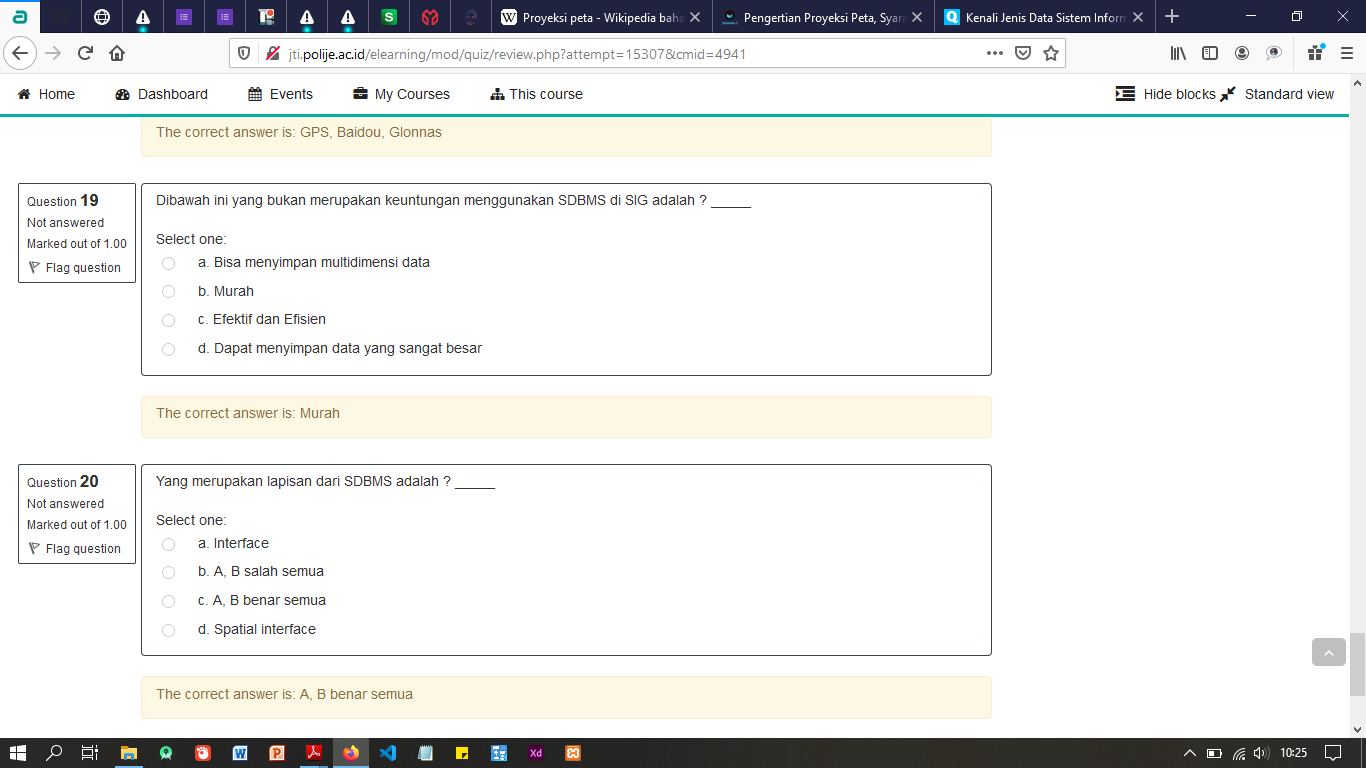 Proyeksi peta - Wikipedia baha
Pengertian Proyeksi Peta, Syara
Kenali Jenis Data Sistem Inform
jti.polije.ac.id/elearning/mod/quiz/review.php?attempt=15307&cmid=4941
Home
Dashboard
Events
My Courses
This course
Hide blocks
Standard view
The correct answer is: GPS, Baidou, Glonnas
Question 19
Not answered
Marked out of 1.00
Flag question
Dibawah ini yang bukan merupakan keuntungan menggunakan SDBMS di SIG adalah ? _____
Select one:
a. Bisa menyimpan multidimensi data
b. Murah
c. Efektif dan Efisien
d. Dapat menyimpan data yang sangat besar
The correct answer is: Murah
Question 20
Not answered
Marked out of 1.00
Flag question
Yang merupakan lapisan dari SDBMS adalah ? _____
Select one:
a. Interface
b. A, B salah semua
c. A, B benar semua
d. Spatial interface
The correct answer is: A, B benar semua
10:25